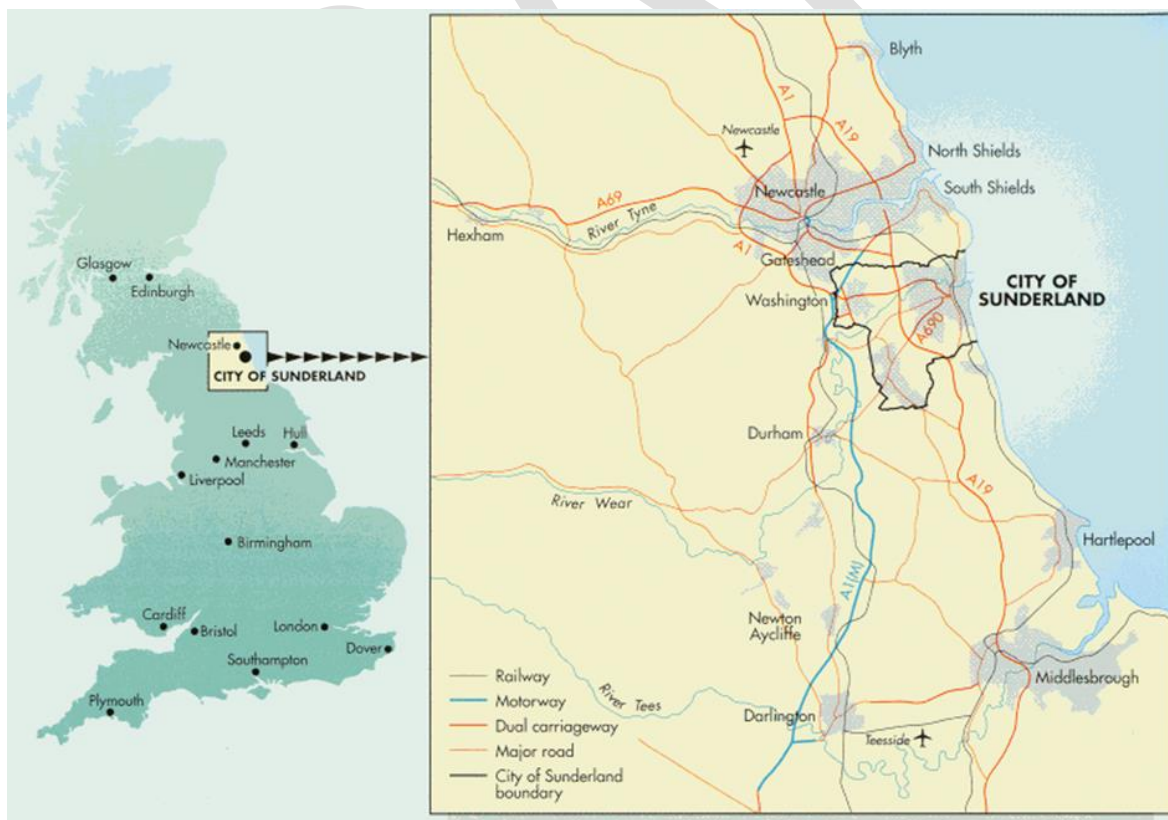 Glasgow
Edinburgh
Newcastle
CITY OF SUNDERLAND
Leeds
Hull
Manchester
Liverpool
Birmingham
Cardiff
Bristol
London
Dover
Southampton
Plymouth
Blyth
A1
A19
Newcastle
North Shields
Newcastle
South Shields
A69
River Tyne
Hexham
A1
Gateshead
Washington
CITY OF
SUNDERLAND
A690
Durham
A19
River Wear
Hartlepool
A1(M)
Newton
Aycliffe
Middlesbrough
River Tees
Darlington
Teesside
Railway
Motorway
Dual carriageway
Major road
City of Sunderland
boundary